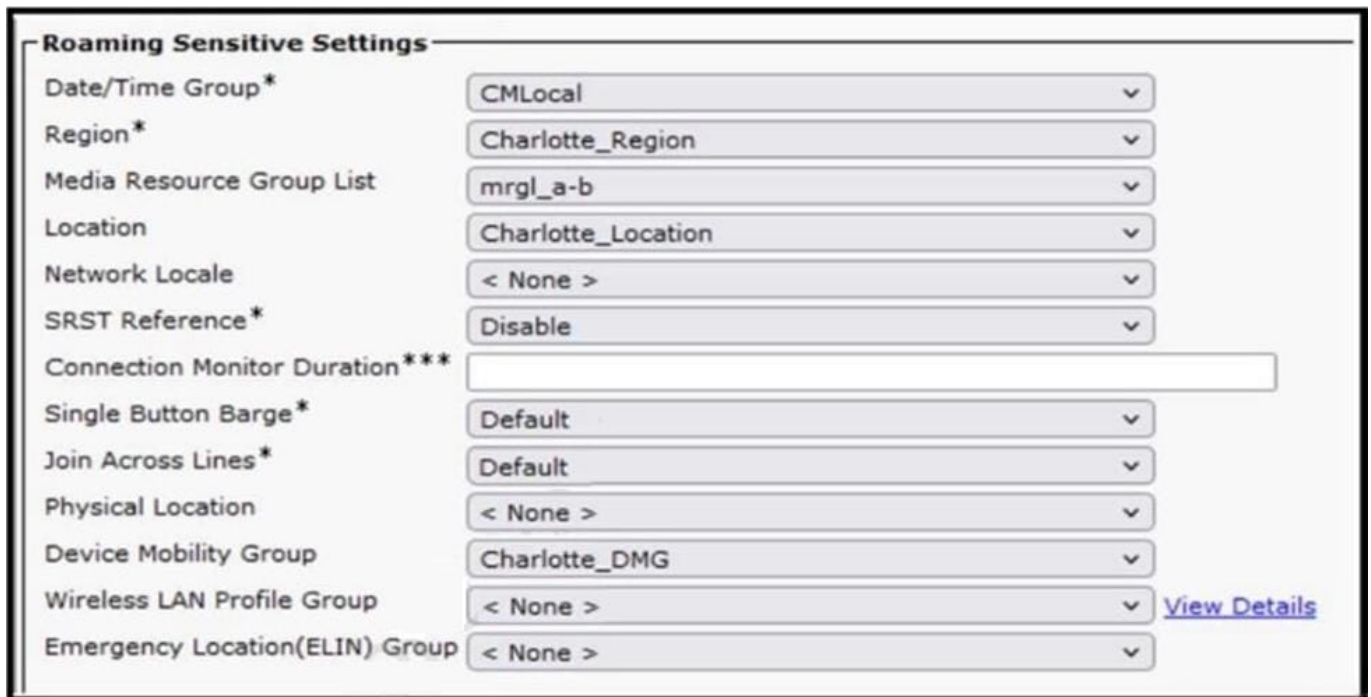 Roaming Sensitive Settings
Date/Time Group* CMLocal
Region* Charlotte_Region
Media Resource Group List mrgl_a-b
Location Charlotte_Location
Network Locale < None >
SRST Reference* Disable
Connection Monitor Duration***
Single Button Barge* Default
Join Across Lines* Default
Physical Location < None >
Device Mobility Group Charlotte_DMG
Wireless LAN Profile Group < None > View Details
Emergency Location(ELIN) Group < None >